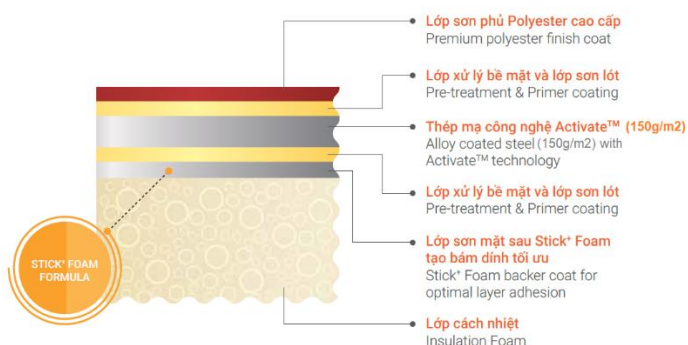 Lớp sơn phủ Polyester cao cấp
Premium polyester finish coat
Lớp xử lý bề mặt và lớp sơn lót
Pre-treatment & Primer coating
Thép mạ công nghệ Activate™ (150g/m2)
Alloy coated steel (150g/m2) with
Activate™ technology
Lớp xử lý bề mặt và lớp sơn lót
Pre-treatment & Primer coating
Lớp sơn mặt sau Stick⁺ Foam
tạo bám dính tối ưu
Stick⁺ Foam backer coat for
optimal layer adhesion
STICK⁺ FOAM
FORMULA
Lớp cách nhiệt
Insulation Foam